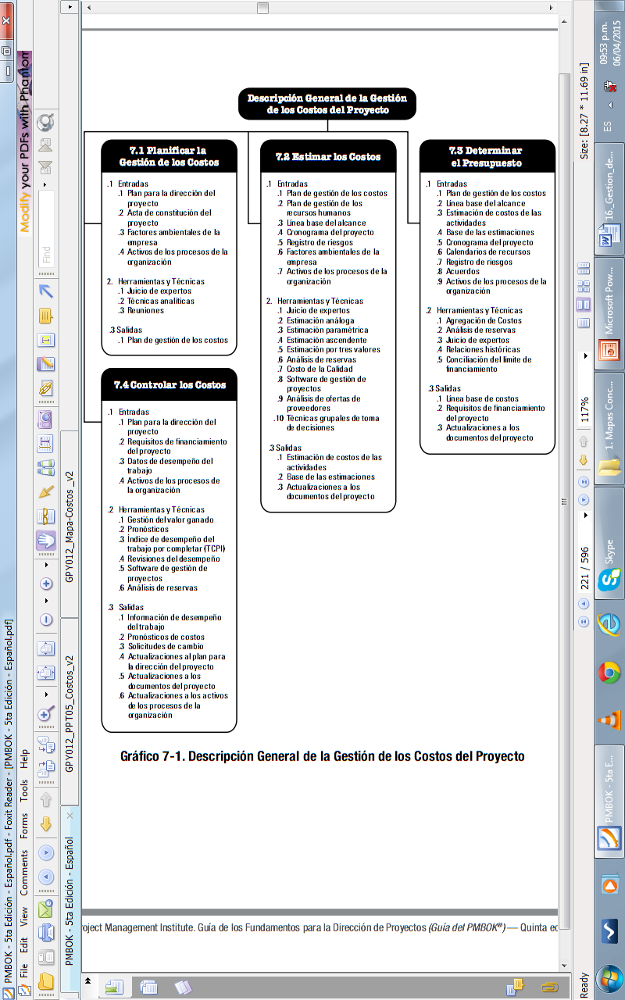 Descripción General de la Gestión
de los Costos del Proyecto
7.1 Planificar la
Gestión de los Costos
.1 Entradas
.1 Plan para la dirección del
proyecto
.2 Acta de constitución del
proyecto
.3 Factores ambientales de la
empresa
.4 Activos de los procesos de la
organización
2. Herramientas y Técnicas
.1 Juicio de expertos
.2 Técnicas analíticas
.3 Reuniones
.3 Salidas
.1 Plan de gestión de los costos
7.2 Estimar los Costos
.1 Entradas
.1 Plan de gestión de los costos
.2 Plan de gestión de los
recursos humanos
.3 Línea base del alcance
.4 Cronograma del proyecto
.5 Registro de riesgos
.6 Factores ambientales de la
empresa
.7 Activos de los procesos de la
organización
2. Herramientas y Técnicas
.1 Juicio de expertos
.2 Estimación análoga
.3 Estimación paramétrica
.4 Estimación ascendente
.5 Estimación por tres valores
.6 Análisis de reservas
.7 Costo de la Calidad
.8 Software de gestión de
proyectos
.9 Análisis de ofertas de
proveedores
.10 Técnicas grupales de toma
de decisiones
.3 Salidas
.1 Estimación de costos de las
actividades
.2 Base de las estimaciones
.3 Actualizaciones a los
documentos del proyecto
7.3 Determinar
el Presupuesto
.1 Entradas
.1 Plan de gestión de los costos
.2 Línea base del alcance
.3 Estimación de costos de las
actividades
.4 Base de las estimaciones
.5 Cronograma del proyecto
.6 Calendarios de recursos
.7 Registro de riesgos
.8 Acuerdos
.9 Activos de los procesos de la
organización
.2 Herramientas y Técnicas
.1 Agregación de Costos
.2 Análisis de reservas
.3 Juicio de expertos
.4 Relaciones históricas
.5 Conciliación del límite de
financiamiento
.3 Salidas
.1 Línea base de costos
.2 Requisitos de financiamiento
del proyecto
.3 Actualizaciones a los
documentos del proyecto
7.4 Controlar los Costos
.1 Entradas
.1 Plan para la dirección del
proyecto
.2 Requisitos de financiamiento
del proyecto
.3 Datos de desempeño del
trabajo
.4 Activos de los procesos de
la organización
.2 Herramientas y Técnicas
.1 Gestión del valor ganado
.2 Pronósticos
.3 Índice de desempeño del
trabajo por completar (TCPI)
.4 Revisiones del desempeño
.5 Software de gestión de
proyectos
.6 Análisis de reservas
.3 Salidas
.1 Información de desempeño
del trabajo
.2 Pronósticos de costos
.3 Solicitudes de cambio
.4 Actualizaciones al plan para
la dirección del proyecto
.5 Actualizaciones a los
documentos del proyecto
.6 Actualizaciones a los activos
de los procesos de la
organización
Gráfico 7-1. Descripción General de la Gestión de los Costos del Proyecto
oject Management Institute. Guía de los Fundamentos para la Dirección de Proyectos (Guía del PMBOK®) — Quinta ec
PMBOK - 5ta Edición - Español.pdf - Foxit Reader - [PMBOK - 5ta Edición - Español.pdf]
File Edit View Comments Forms Tools Help
Modify your PDFs with Phantom
Find
PMBOK - 5ta Edición - Español
GPY012_PPT05_Costos_v2
GPY012_Mapa-Costos _v2
Ready
221 / 596
117%
Size: [8.27 * 11.69 in]
PMBOK - 5ta E...
Skype
1. Mapas Conc...
Microsoft Pow...
16._Gestion_de...
ES
09:53 p.m.
06/04/2015